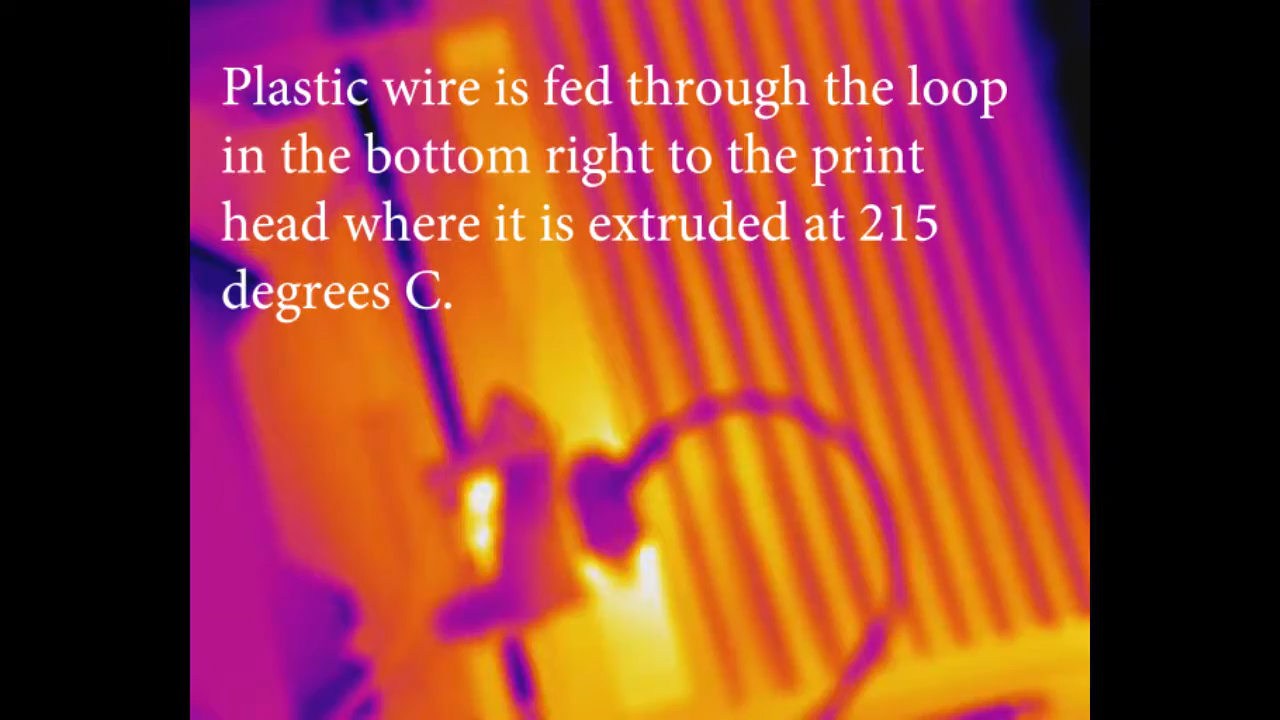 Plastic wire is fed through the loop
in the bottom right to the print
head where it is extruded at 215
degrees C.